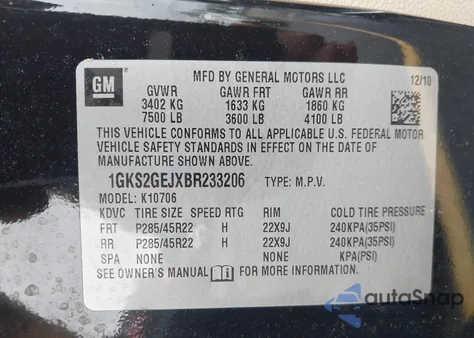 MFD BY GENERAL MOTORS LLC 12/10
GM
GVWR GAWR FRT GAWR RR
3402 KG 1633 KG 1860 KG
7500 LB 3600 LB 4100 LB
THIS VEHICLE CONFORMS TO ALL APPLICABLE U.S. FEDERAL MOTOR
VEHICLE SAFETY STANDARDS IN EFFECT ON THE DATE OF
MANUFACTURE SHOWN ABOVE.
1GKS2GEJXBR233206 TYPE: M.P.V.
MODEL: K10706
KDVC TIRE SIZE SPEED RTG RIM COLD TIRE PRESSURE
FRT P285/45R22 H 22X9J 240KPA(35PSI)
RR P285/45R22 H 22X9J 240KPA(35PSI)
SPA NONE NONE KPA(PSI)
SEE OWNER'S MANUAL i FOR MORE INFORMATION.
autoSnap